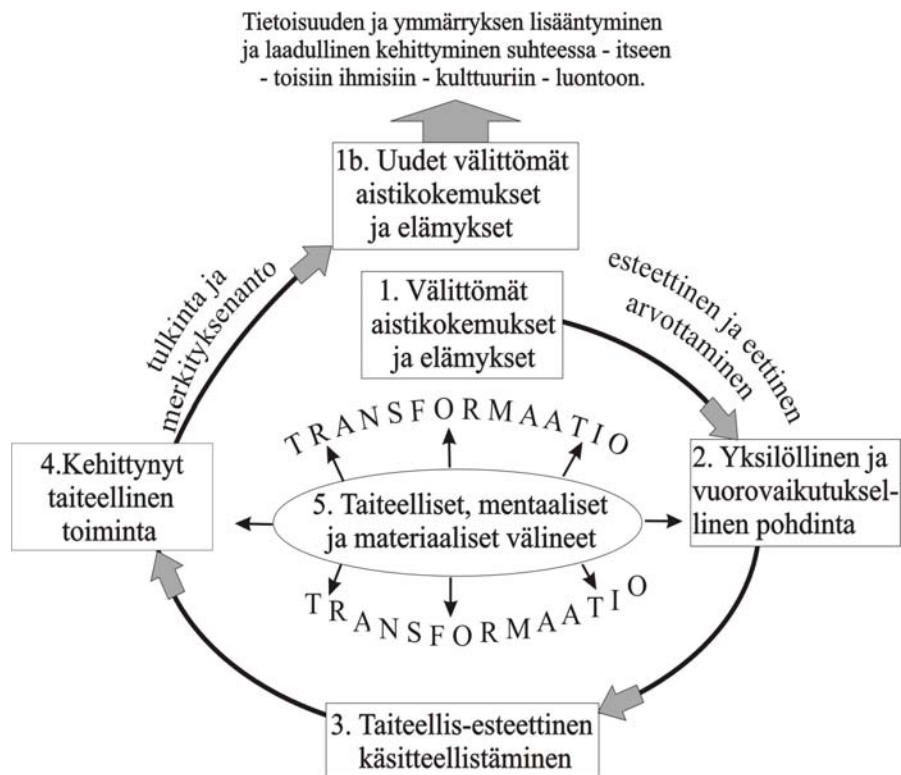 Tietoisuuden ja ymmärryksen lisääntyminen
ja laadullinen kehittyminen suhteessa - itseen
- toisiin ihmisiin - kulttuuriin - luontoon.
1b. Uudet välittömät
aistikokemukset
ja elämykset
tulkinta ja
merkityksenanto
1. Välittömät
aistikokemukset
ja elämykset
esteettinen ja eettinen
arvottaminen
TRANSFORMAATIO
4.Kehittynyt
taiteellinen
toiminta
5. Taiteelliset, mentaaliset
ja materiaaliset välineet
2. Yksilöllinen ja
vuorovaikutuksel-
linen pohdinta
TRANSFORMAATIO
3. Taiteellis-esteettinen
käsitteellistäminen